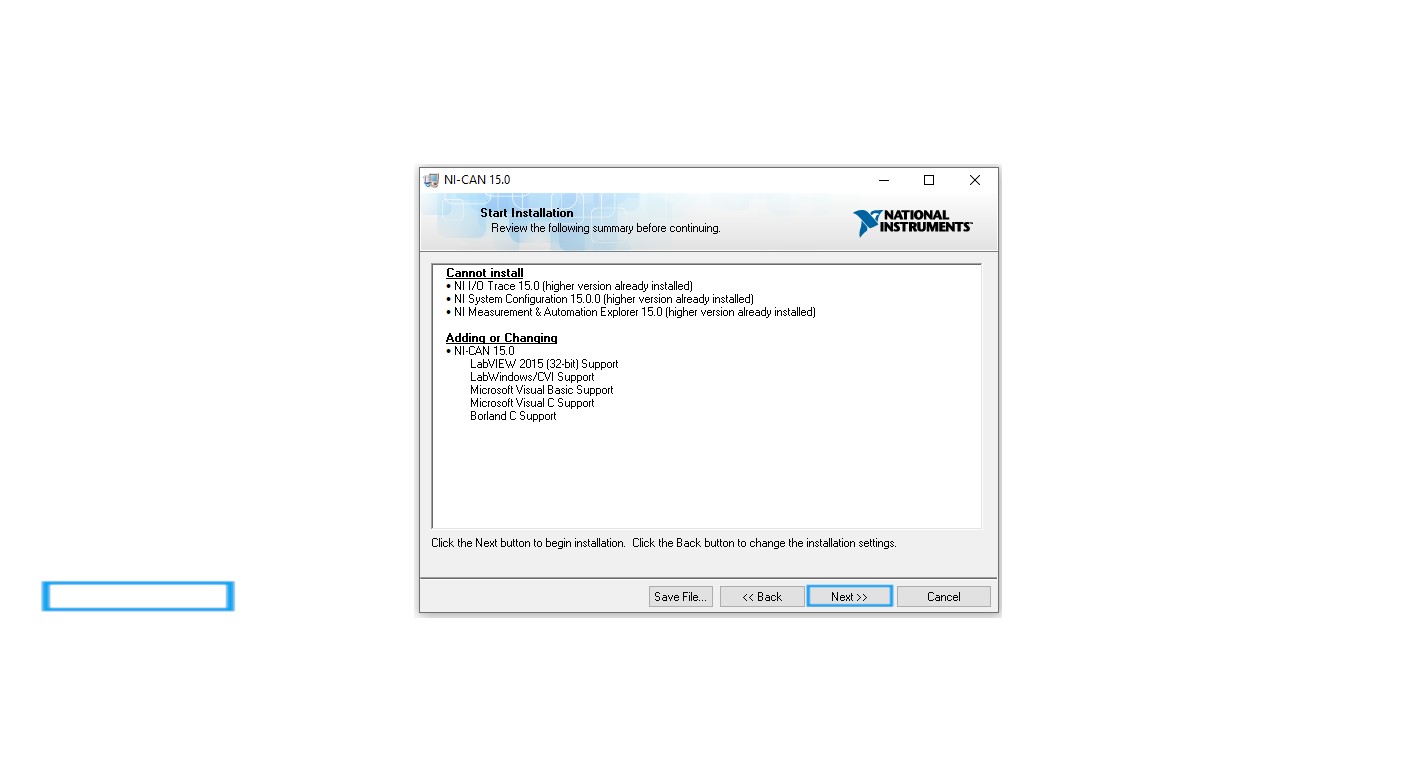 NI-CAN 15.0
Start Installation
Review the following summary before continuing.
NATIONAL
INSTRUMENTS™
Cannot install
• NI I/O Trace 15.0 (higher version already installed)
• NI System Configuration 15.0.0 (higher version already installed)
• NI Measurement & Automation Explorer 15.0 (higher version already installed)
Adding or Changing
• NI-CAN 15.0
LabVIEW 2015 (32-bit) Support
LabWindows/CVI Support
Microsoft Visual Basic Support
Microsoft Visual C Support
Borland C Support
Click the Next button to begin installation.  Click the Back button to change the installation settings.
Save File... << Back Next >> Cancel